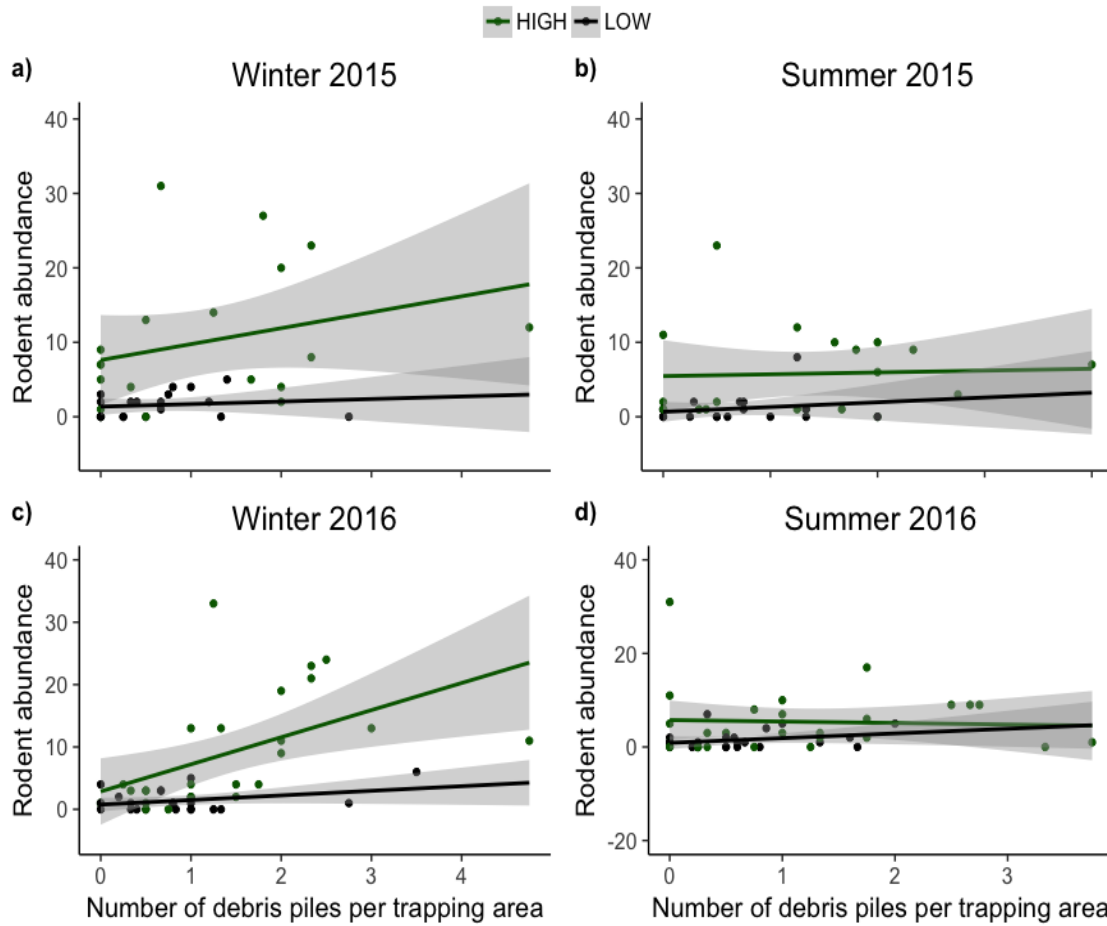 HIGH LOW
a) Winter 2015
40
30
20
10
0
Rodent abundance
b) Summer 2015
40
30
20
10
0
Rodent abundance
c) Winter 2016
40
30
20
10
0
Rodent abundance
0 1 2 3 4
Number of debris piles per trapping area
d) Summer 2016
40
20
0
-20
Rodent abundance
0 1 2 3
Number of debris piles per trapping area